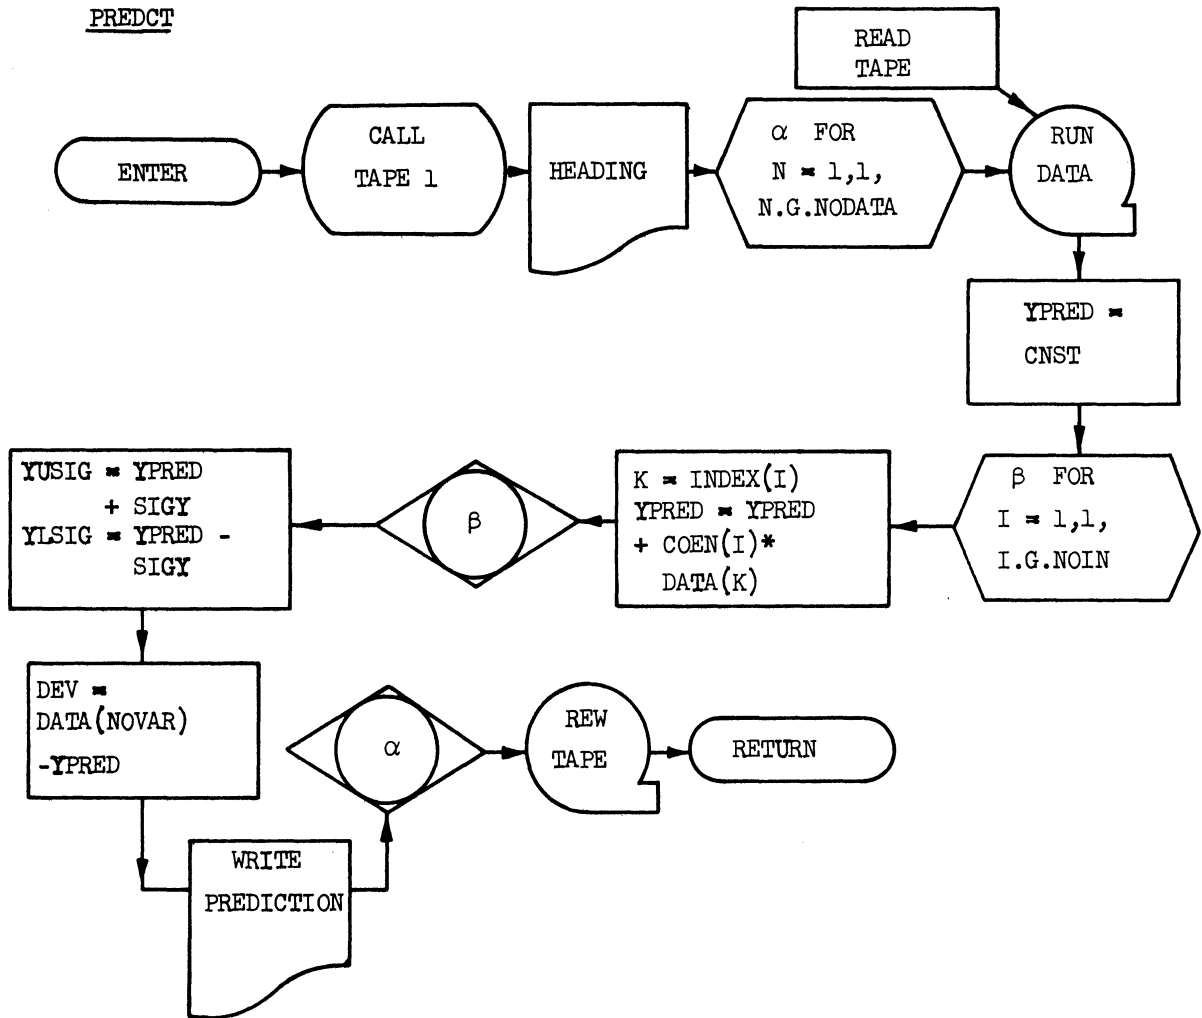 PREDCT
READ
TAPE
ENTER
CALL
TAPE 1
HEADING
α FOR
N = 1,1,
N.G.NODATA
RUN
DATA
YPRED =
CNST
β FOR
I = 1,1,
I.G.NOIN
K = INDEX(I)
YPRED = YPRED
+ COEN(I)*
DATA(K)
β
YUSIG = YPRED
+ SIGY
YLSIG = YPRED -
SIGY
DEV =
DATA(NOVAR)
-YPRED
WRITE
PREDICTION
α
REW
TAPE
RETURN